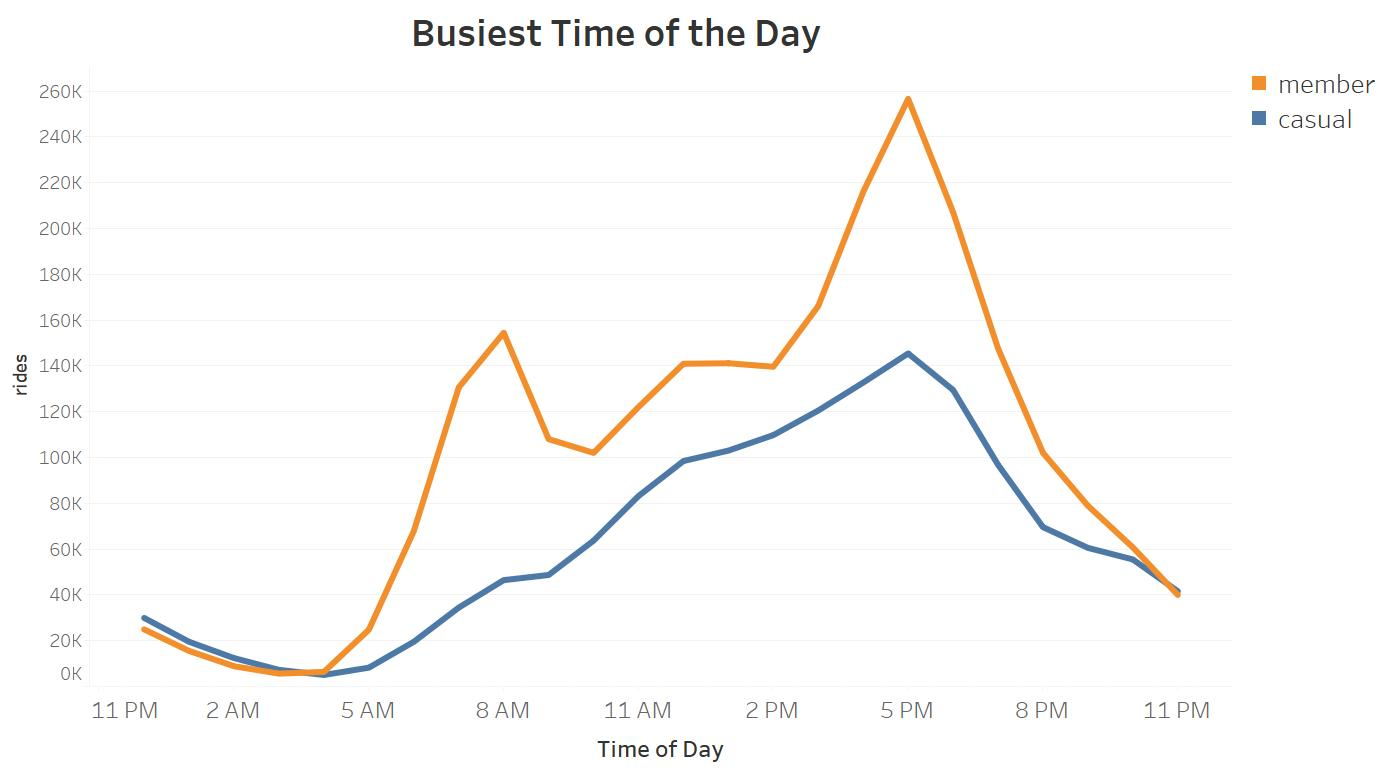 Busiest Time of the Day
member
casual
260K
240K
220K
200K
180K
160K
140K
120K
100K
80K
60K
40K
20K
0K
rides
11 PM 2 AM 5 AM 8 AM 11 AM 2 PM 5 PM 8 PM 11 PM
Time of Day